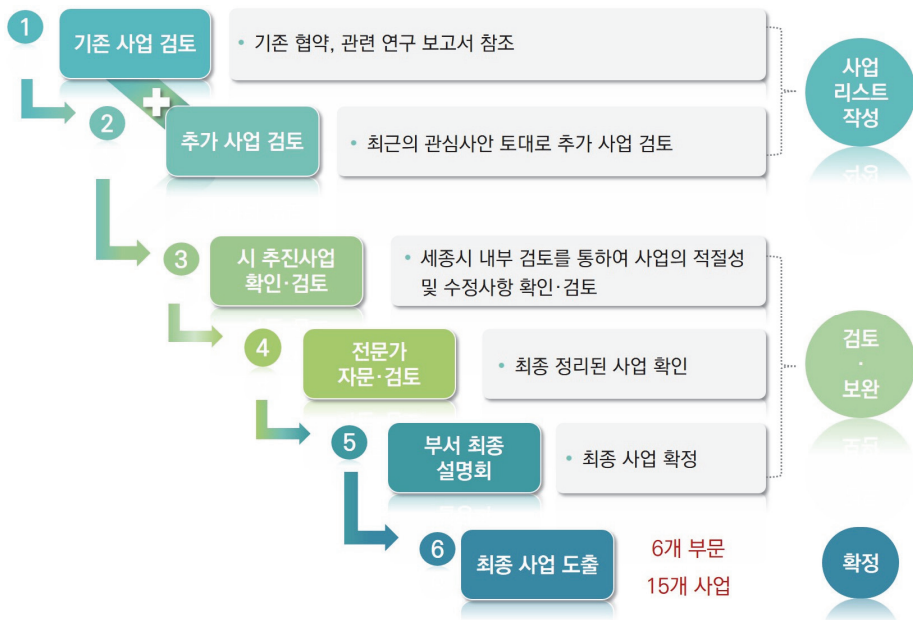 1
기존 사업 검토
• 기존 협약, 관련 연구 보고서 참조
사업
리스트
작성
2
추가 사업 검토
• 최근의 관심사안 토대로 추가 사업 검토
3
시 추진사업
확인·검토
• 세종시 내부 검토를 통하여 사업의 적절성
및 수정사항 확인·검토
4
전문가
자문·검토
• 최종 정리된 사업 확인
검토
·
보완
5
부서 최종
설명회
• 최종 사업 확정
6
최종 사업 도출
6개 부문
15개 사업
확정